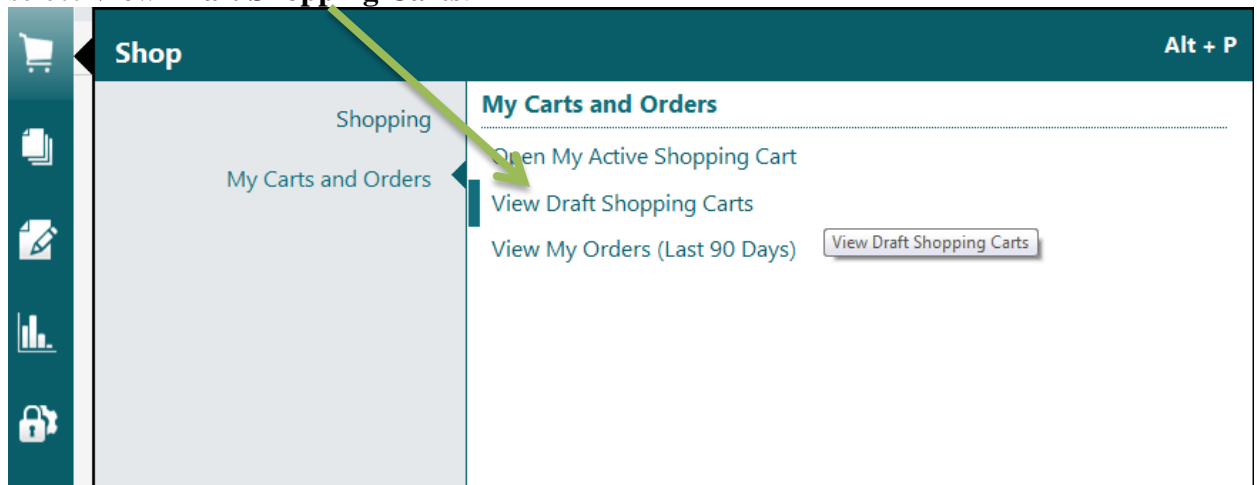 Shop
Alt + P
Shopping
My Carts and Orders
My Carts and Orders
Open My Active Shopping Cart
View Draft Shopping Carts
View My Orders (Last 90 Days)
View Draft Shopping Carts